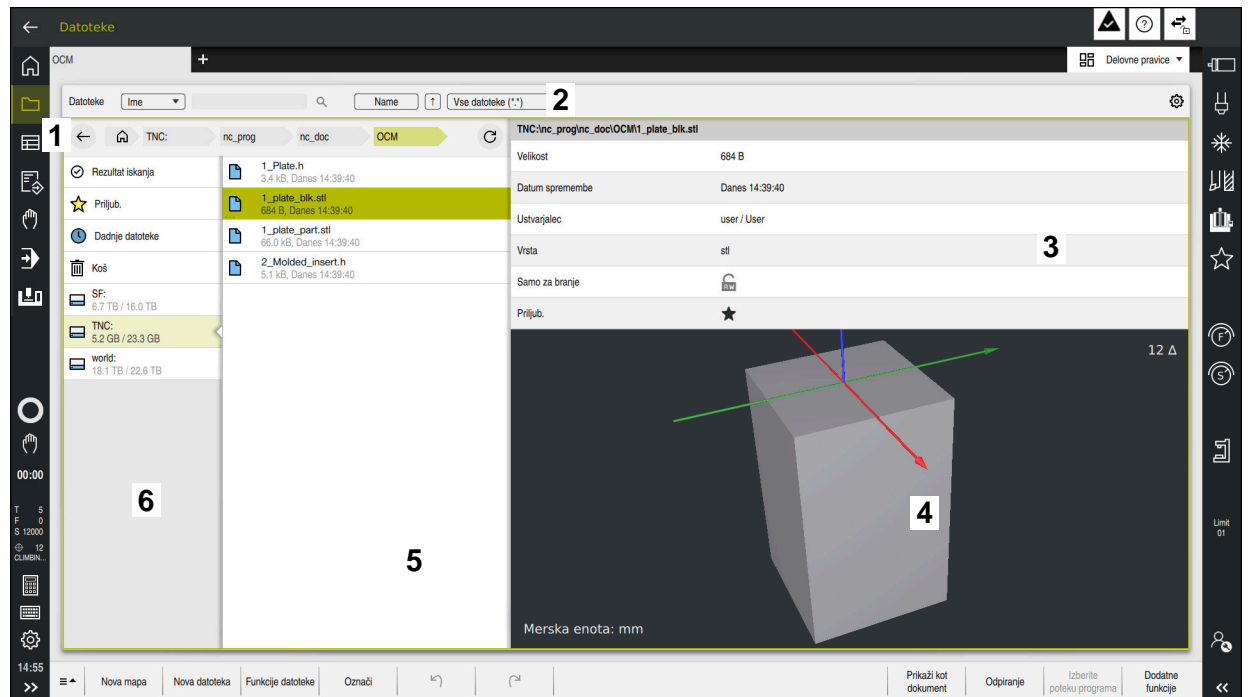 Datoteke
OCM
+
Delovne pravice
Datoteke
Ime
Name
Vse datoteke (*.*)
2
1
TNC:
nc_prog
nc_doc
OCM
Rezultat iskanja
Priljub.
Dadnje datoteke
Koš
SF:
6.7 TB / 16.0 TB
TNC:
5.2 GB / 23.3 GB
world:
18.1 TB / 22.6 TB
6
1_Plate.h
3.4 kB, Danes 14:39:40
1_plate_blk.stl
684 B, Danes 14:39:40
1_plate_part.stl
66.0 kB, Danes 14:39:40
2_Molded_insert.h
5.1 kB, Danes 14:39:40
5
TNC:\nc_prog\nc_doc\OCM\1_plate_blk.stl
Velikost 684 B
Datum spremembe Danes 14:39:40
Ustvarjalec user / User
Vrsta stl
3
Samo za branje
RW
Priljub.
12 Δ
4
Merska enota: mm
00:00
T 5
F 0
S 12000
12
CLIMBIN...
14:55
F
S
Limit
01
Nova mapa
Nova datoteka
Funkcije datoteke
Označi
Prikaži kot
dokument
Odpiranje
Izberite
poteku programa
Dodatne
funkcije